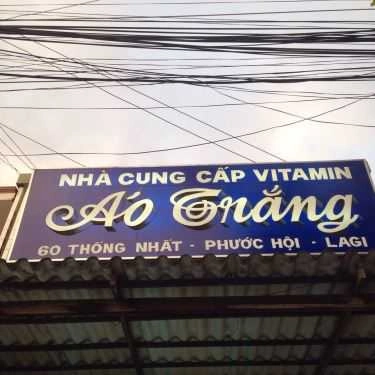 NHÀ CUNG CẤP VITAMIN
Áo Trắng
60 THỐNG NHẤT - PHƯỚC HỘI - LAGI